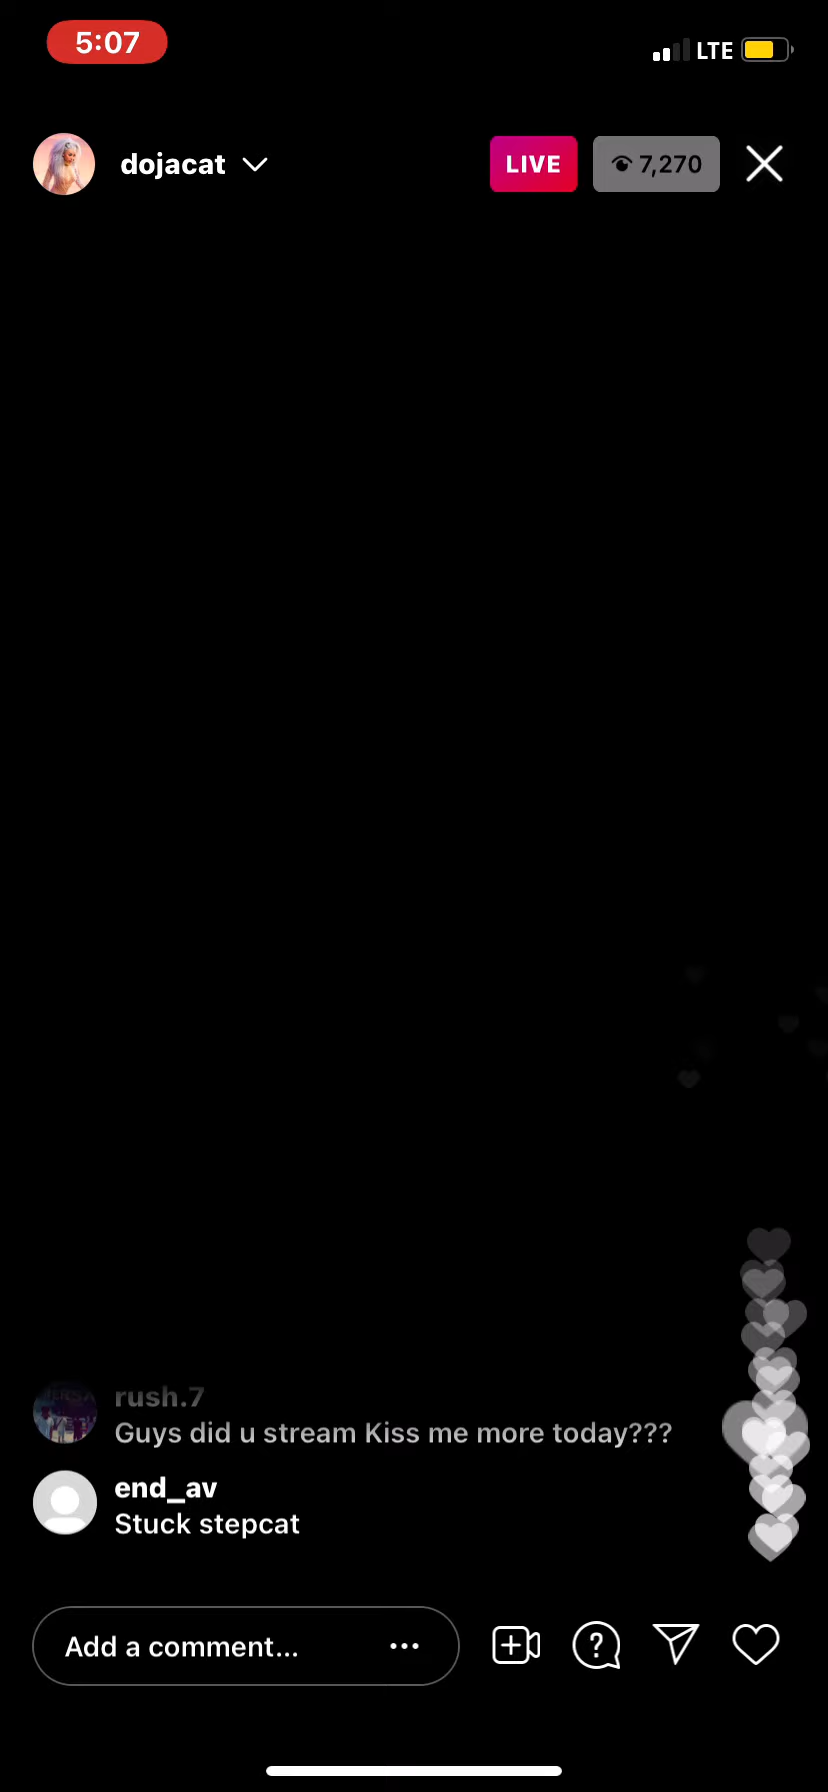 5:07
LTE
dojacat
LIVE
7,270
rush.7
Guys did u stream Kiss me more today???
end_av
Stuck stepcat
Add a comment...